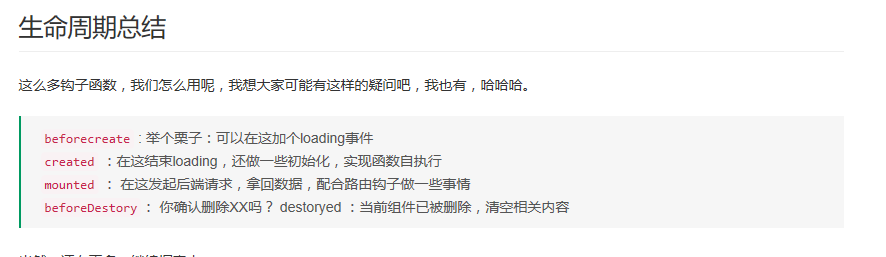 生命周期总结
这么多钩子函数，我们怎么用呢，我想大家可能有这样的疑问吧，我也有，哈哈哈。
beforecreate : 举个栗子：可以在这加个loading事件
created ：在这结束loading，还做一些初始化，实现函数自执行
mounted ： 在这发起后端请求，拿回数据，配合路由钩子做一些事情
beforeDestory ： 你确认删除XX吗？ destoryed ：当前组件已被删除，清空相关内容